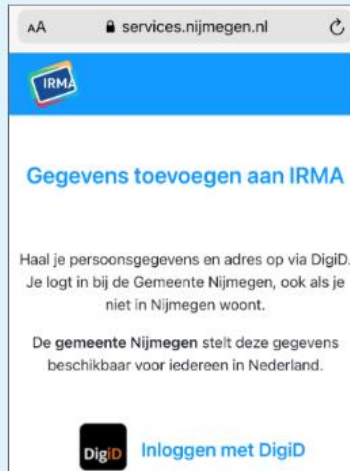 AA services.nijmegen.nl
IRMA
Gegevens toevoegen aan IRMA
Haal je persoonsgegevens en adres op via DigiD.
Je logt in bij de Gemeente Nijmegen, ook als je
niet in Nijmegen woont.
De gemeente Nijmegen stelt deze gegevens
beschikbaar voor iedereen in Nederland.
DigiD Inloggen met DigiD